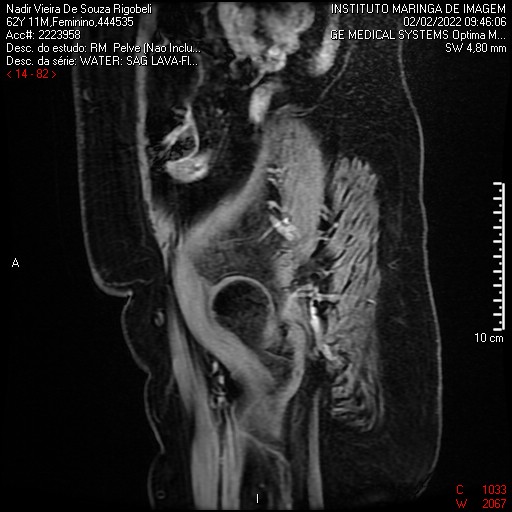 Nadir Vieira De Souza Rigobeli
62Y 11M,Feminino,444535
Acc#: 2223958
Desc. do estudo: RM Pelve (Nao Inclu...
Desc. da série: WATER: SAG LAVA-Fl...
< 14 - 82 >
INSTITUTO MARINGA DE IMAGEM
02/02/2022 09:46:06
GE MEDICAL SYSTEMS Optima M...
SW 4,80 mm
A
10 cm
I
C 1033
W 2067